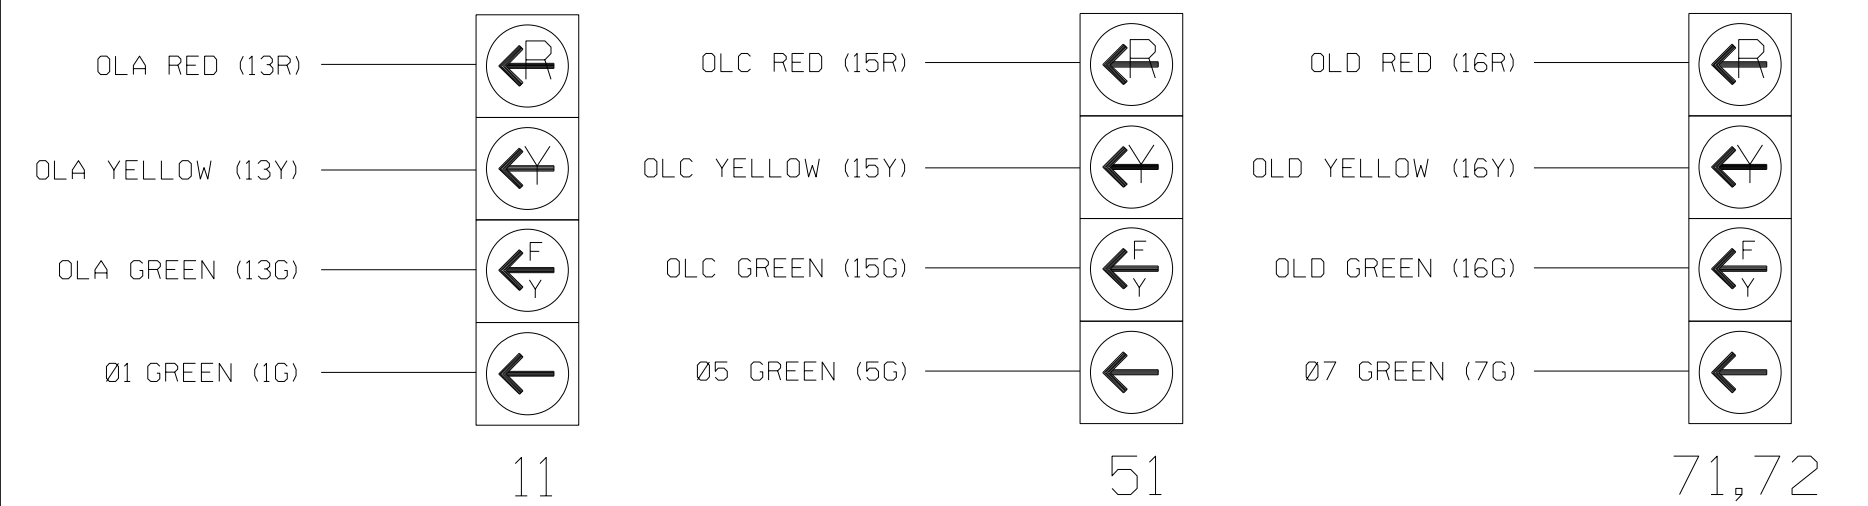 OLA RED (13R)
R
OLA YELLOW (13Y)
Y
OLA GREEN (13G)
F
Y
Ø1 GREEN (1G)
11
OLC RED (15R)
R
OLC YELLOW (15Y)
Y
OLC GREEN (15G)
F
Y
Ø5 GREEN (5G)
51
OLD RED (16R)
R
OLD YELLOW (16Y)
Y
OLD GREEN (16G)
F
Y
Ø7 GREEN (7G)
71,72